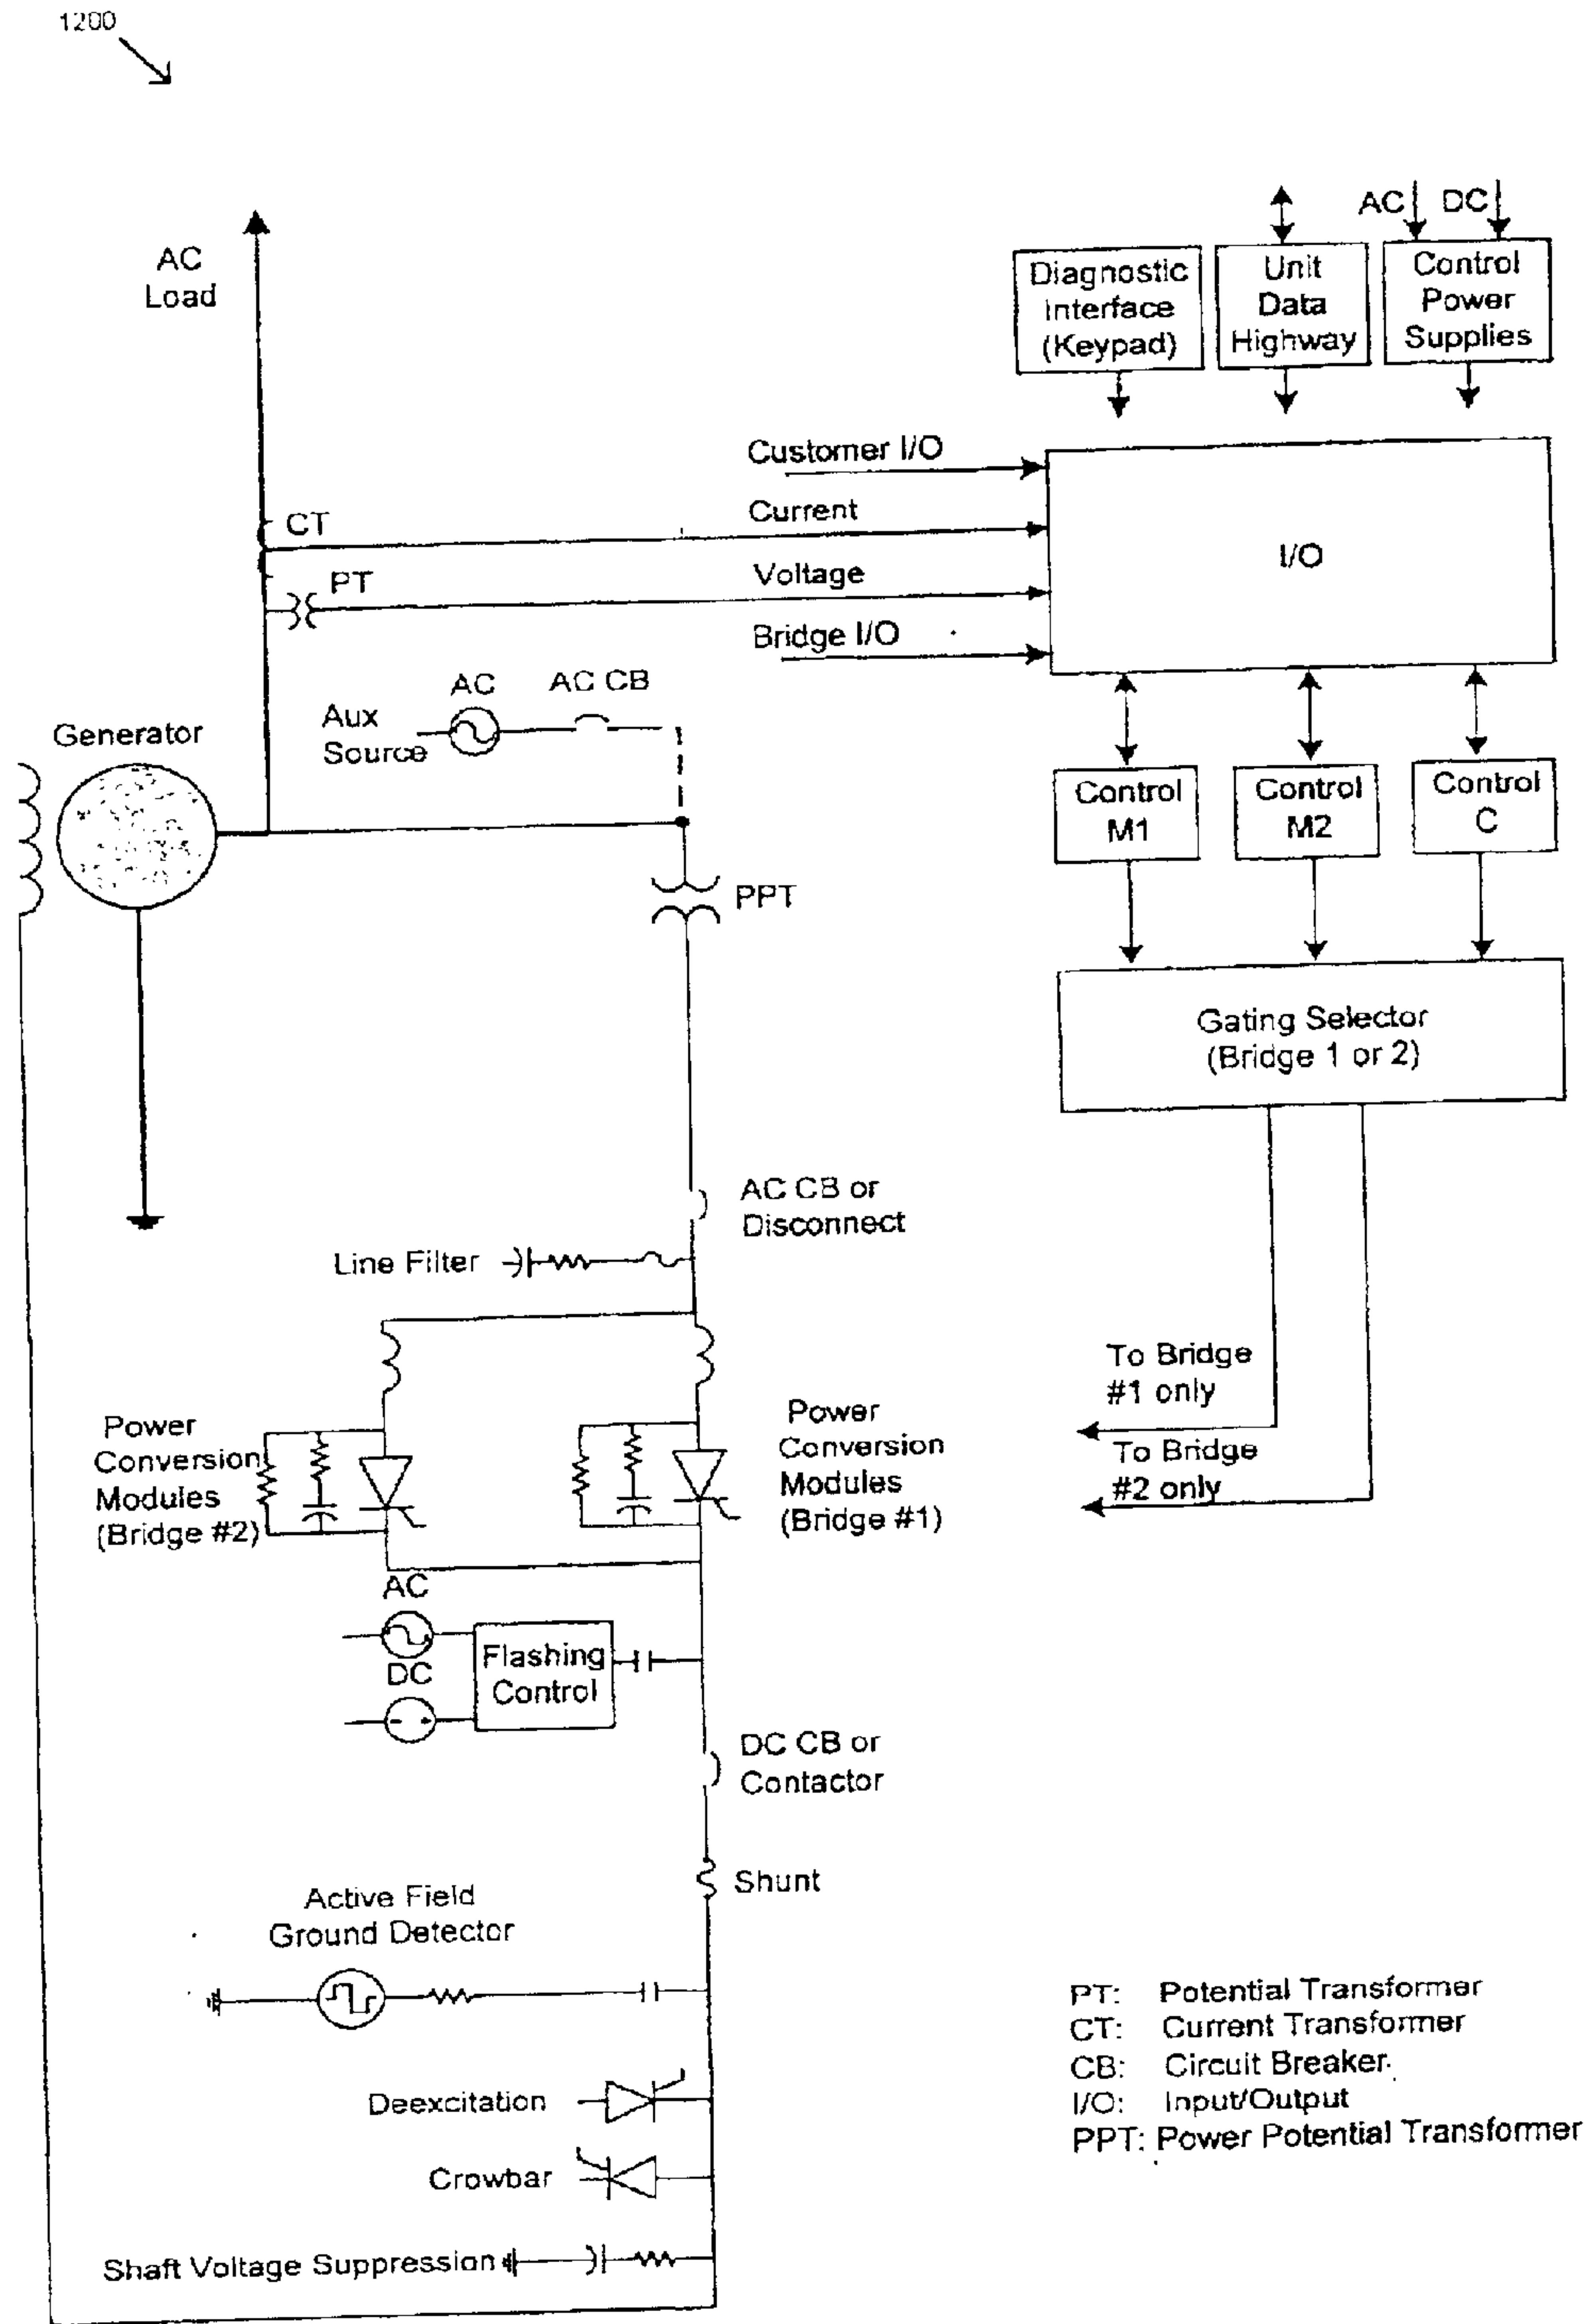 1200
AC
Load
AC
DC
Diagnostic
Interface
(Keypad)
Unit
Data
Highway
Control
Power
Supplies
Customer I/O
CT
Current
I/O
PT
Voltage
Bridge I/O
AC
AC CB
Aux
Source
Generator
Control
M1
Control
M2
Control
C
PPT
Gating Selector
(Bridge 1 or 2)
AC CB or
Disconnect
Line Filter
To Bridge
#1 only
To Bridge
#2 only
Power
Conversion
Modules
(Bridge #2)
Power
Conversion
Modules
(Bridge #1)
AC
DC
Flashing
Control
DC CB or
Contactor
Shunt
Active Field
Ground Detector
Deexcitation
Crowbar
Shaft Voltage Suppression
PT: Potential Transformer
CT: Current Transformer
CB: Circuit Breaker
I/O: Input/Output
PPT: Power Potential Transformer